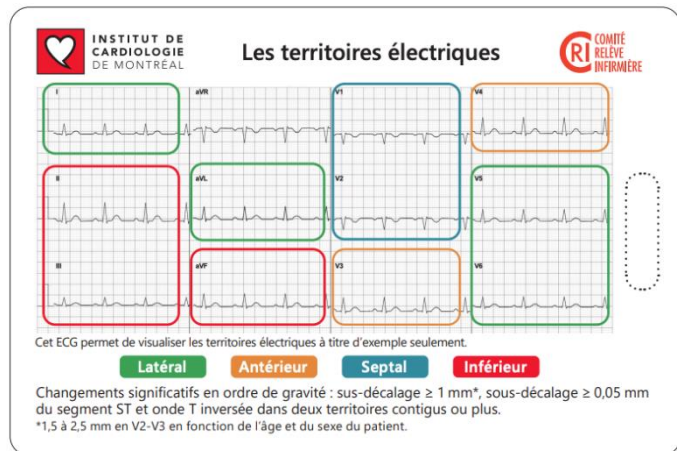 INSTITUT DE
CARDIOLOGIE
DE MONTRÉAL
Les territoires électriques
CRI COMITÉ
RELÈVE
INFIRMIÈRE
I
aVR
V1
V4
II
aVL
V2
V5
III
aVF
V3
V6
Cet ECG permet de visualiser les territoires électriques à titre d'exemple seulement.
Latéral
Antérieur
Septal
Inférieur
Changements significatifs en ordre de gravité : sus-décalage ≥ 1 mm*, sous-décalage ≥ 0,05 mm
du segment ST et onde T inversée dans deux territoires contigus ou plus.
*1,5 à 2,5 mm en V2-V3 en fonction de l'âge et du sexe du patient.